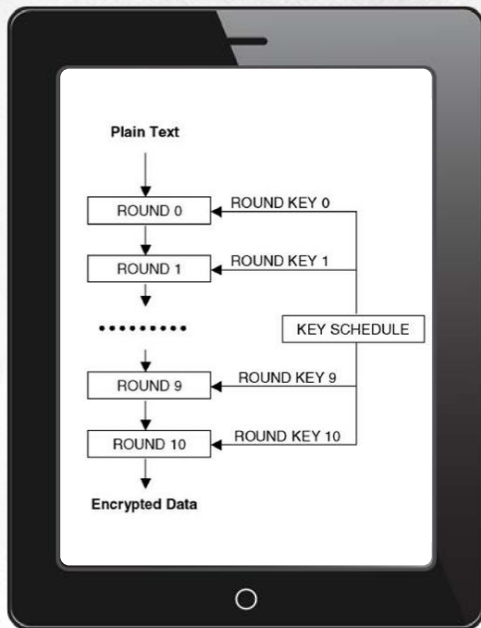 Plain Text
ROUND 0
ROUND KEY 0
ROUND 1
ROUND KEY 1
•••••••••
KEY SCHEDULE
ROUND 9
ROUND KEY 9
ROUND 10
ROUND KEY 10
Encrypted Data